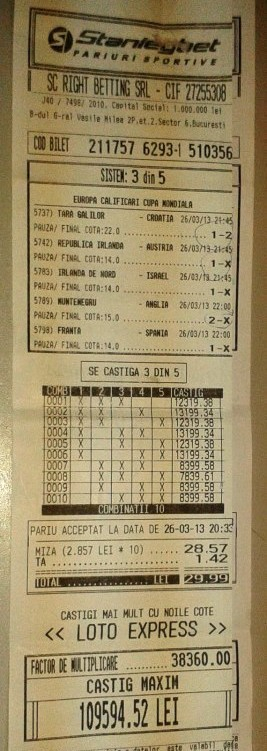 Stanleybet
PARIURI SPORTIVE
SC RIGHT BETTING SRL - CIF 27255308
J40 / 7498/ 2010. Capital Social: 1.000.000 lei
B-dul G-ral Vasile Milea 2P.et.2.Sector 6.Bucuresti
COD BILET 211757 6293-1 510356
SISTEM: 3 din 5
EUROPA CALIFICARI CUPA MONDIALA
5737) TARA GALILOR - CROATIA 26/03/13 21:45
PAUZA/ FINAL COTA:22.0 .................. 1-2
5742) REPUBLICA IRLANDA - AUSTRIA 26/03/13 21:45
PAUZA/ FINAL COTA:14.0 .................. 1-X
5783) IRLANDA DE NORD - ISRAEL 26/03/13 21:45
PAUZA/ FINAL COTA:14.0 .................. 1-X
5789) MUNTENEGRU - ANGLIA 26/03/13 22:00
PAUZA/ FINAL COTA:15.0 .................. 2-X
5798) FRANTA - SPANIA 26/03/13 22:00
PAUZA/ FINAL COTA:14.0 .................. 1-X
SE CASTIGA 3 DIN 5
COMB 1 2 3 4 5 CASTIG
0001 X X X 12319.38
0002 X X X 13199.34
0003 X X X 12319.38
0004 X X X 13199.34
0005 X X X 12319.38
0006 X X X 13199.34
0007 X X X 8399.58
0008 X X X 7839.61
0009 X X X 8399.58
0010 X X X 8399.58
COMBINATII 10
PARIU ACCEPTAT LA DATA DE 26-03-13 20:33
MIZA (2.857 LEI * 10) ...... 28.57
TA ................... 1.42
TOTAL .................. LEI 29.99
CASTIGI MAI MULT CU NOILE COTE
<< LOTO EXPRESS >>
FACTOR DE MULTIPLICARE .......... 38360.00
CASTIG MAXIM
109594.52 LEI